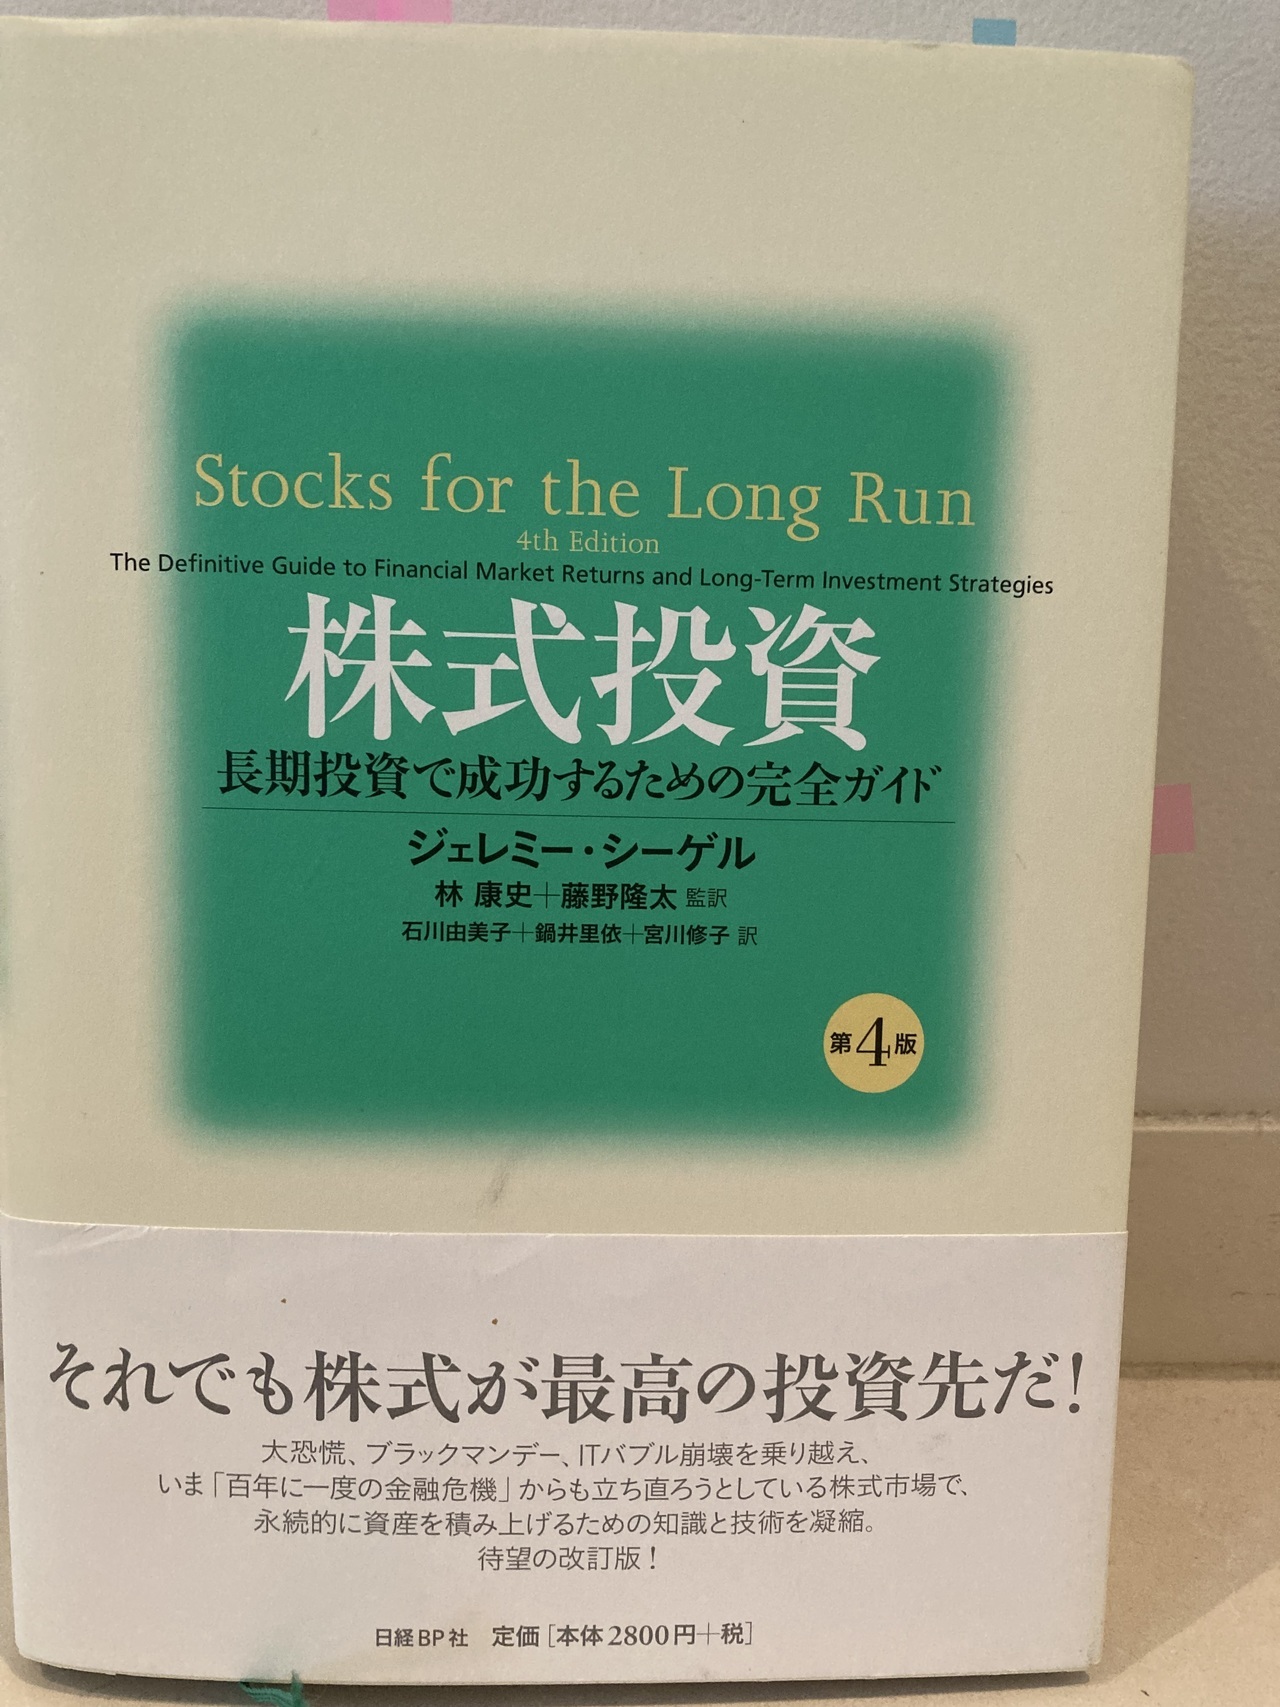 Stocks for the Long Run
4th Edition
The Definitive Guide to Financial Market Returns and Long-Term Investment Strategies
株式投資
長期投資で成功するための完全ガイド
ジェレミー・シーゲル
林 康史+藤野隆太 監訳
石川由美子+鍋井里依+宮川修子 訳
第4版
それでも株式が最高の投資先だ!
大恐慌、ブラックマンデー、ITバブル崩壊を乗り越え、
いま「百年に一度の金融危機」からも立ち直ろうとしている株式市場で、
永続的に資産を積み上げるための知識と技術を凝縮。
待望の改訂版!
日経BP社 定価[本体2800円+税]